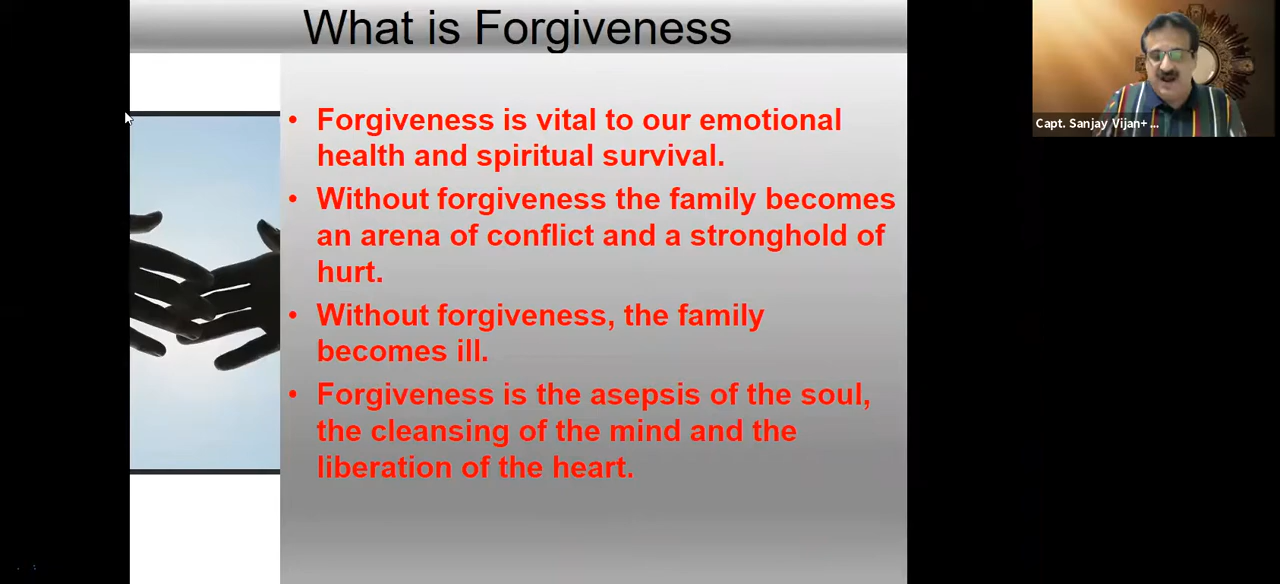 What is Forgiveness
• Forgiveness is vital to our emotional
health and spiritual survival.
• Without forgiveness the family becomes
an arena of conflict and a stronghold of
hurt.
• Without forgiveness, the family
becomes ill.
• Forgiveness is the asepsis of the soul,
the cleansing of the mind and the
liberation of the heart.
Capt. Sanjay Vijan+ ...